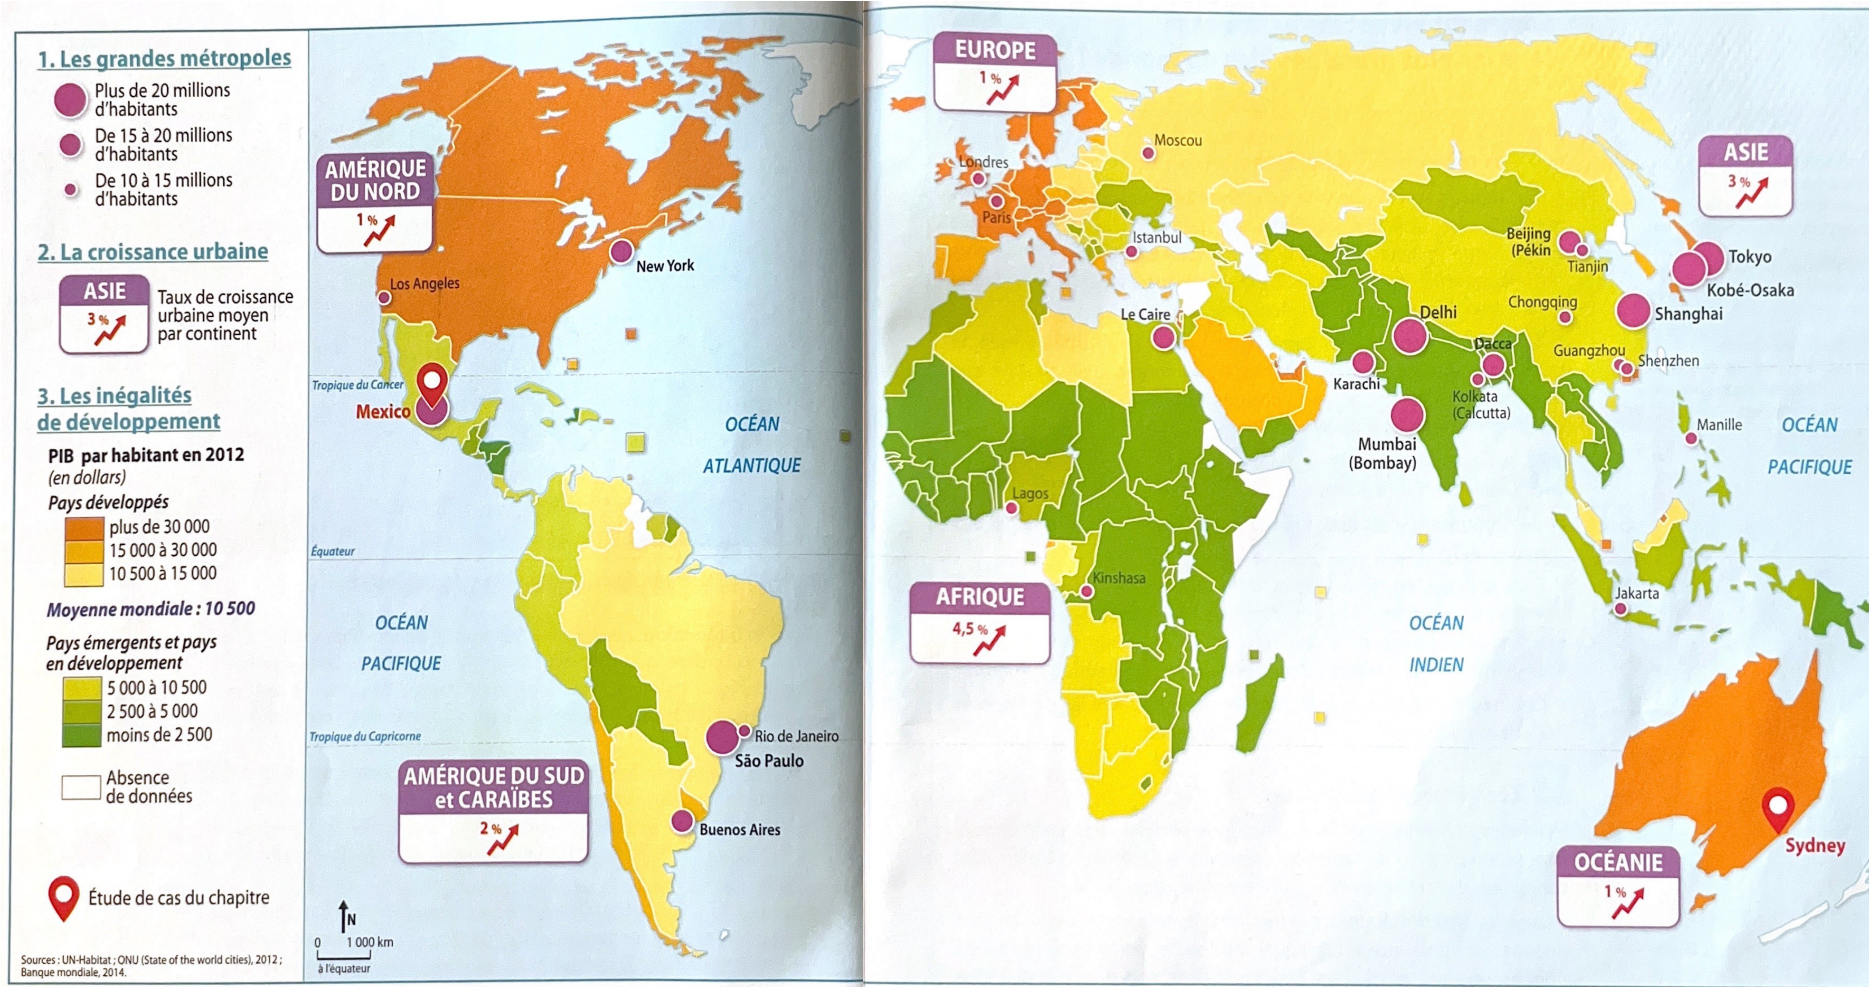 1. Les grandes métropoles
Plus de 20 millions
d'habitants
De 15 à 20 millions
d'habitants
De 10 à 15 millions
d'habitants
2. La croissance urbaine
ASIE
3 %
Taux de croissance
urbaine moyen
par continent
3. Les inégalités
de développement
PIB par habitant en 2012
(en dollars)
Pays développés
plus de 30 000
15 000 à 30 000
10 500 à 15 000
Moyenne mondiale : 10 500
Pays émergents et pays
en développement
5 000 à 10 500
2 500 à 5 000
moins de 2 500
Absence
de données
Étude de cas du chapitre
Sources : UN-Habitat ; ONU (State of the world cities), 2012 ;
Banque mondiale, 2014.
AMÉRIQUE
DU NORD
1 %
Los Angeles
New York
Tropique du Cancer
Mexico
OCÉAN
ATLANTIQUE
Équateur
OCÉAN
PACIFIQUE
Tropique du Capricorne
Rio de Janeiro
São Paulo
AMÉRIQUE DU SUD
et CARAÏBES
2 %
Buenos Aires
N
0 1 000 km
à l'équateur
EUROPE
1 %
Londres
Paris
Moscou
Istanbul
ASIE
3 %
Beijing
(Pékin
Tianjin
Tokyo
Kobé-Osaka
Chongqing
Shanghai
Le Caire
Delhi
Dacca
Guangzhou
Shenzhen
Karachi
Kolkata
(Calcutta)
Mumbai
(Bombay)
Manille
OCÉAN
PACIFIQUE
Lagos
Kinshasa
AFRIQUE
4,5 %
Jakarta
OCÉAN
INDIEN
Sydney
OCÉANIE
1 %